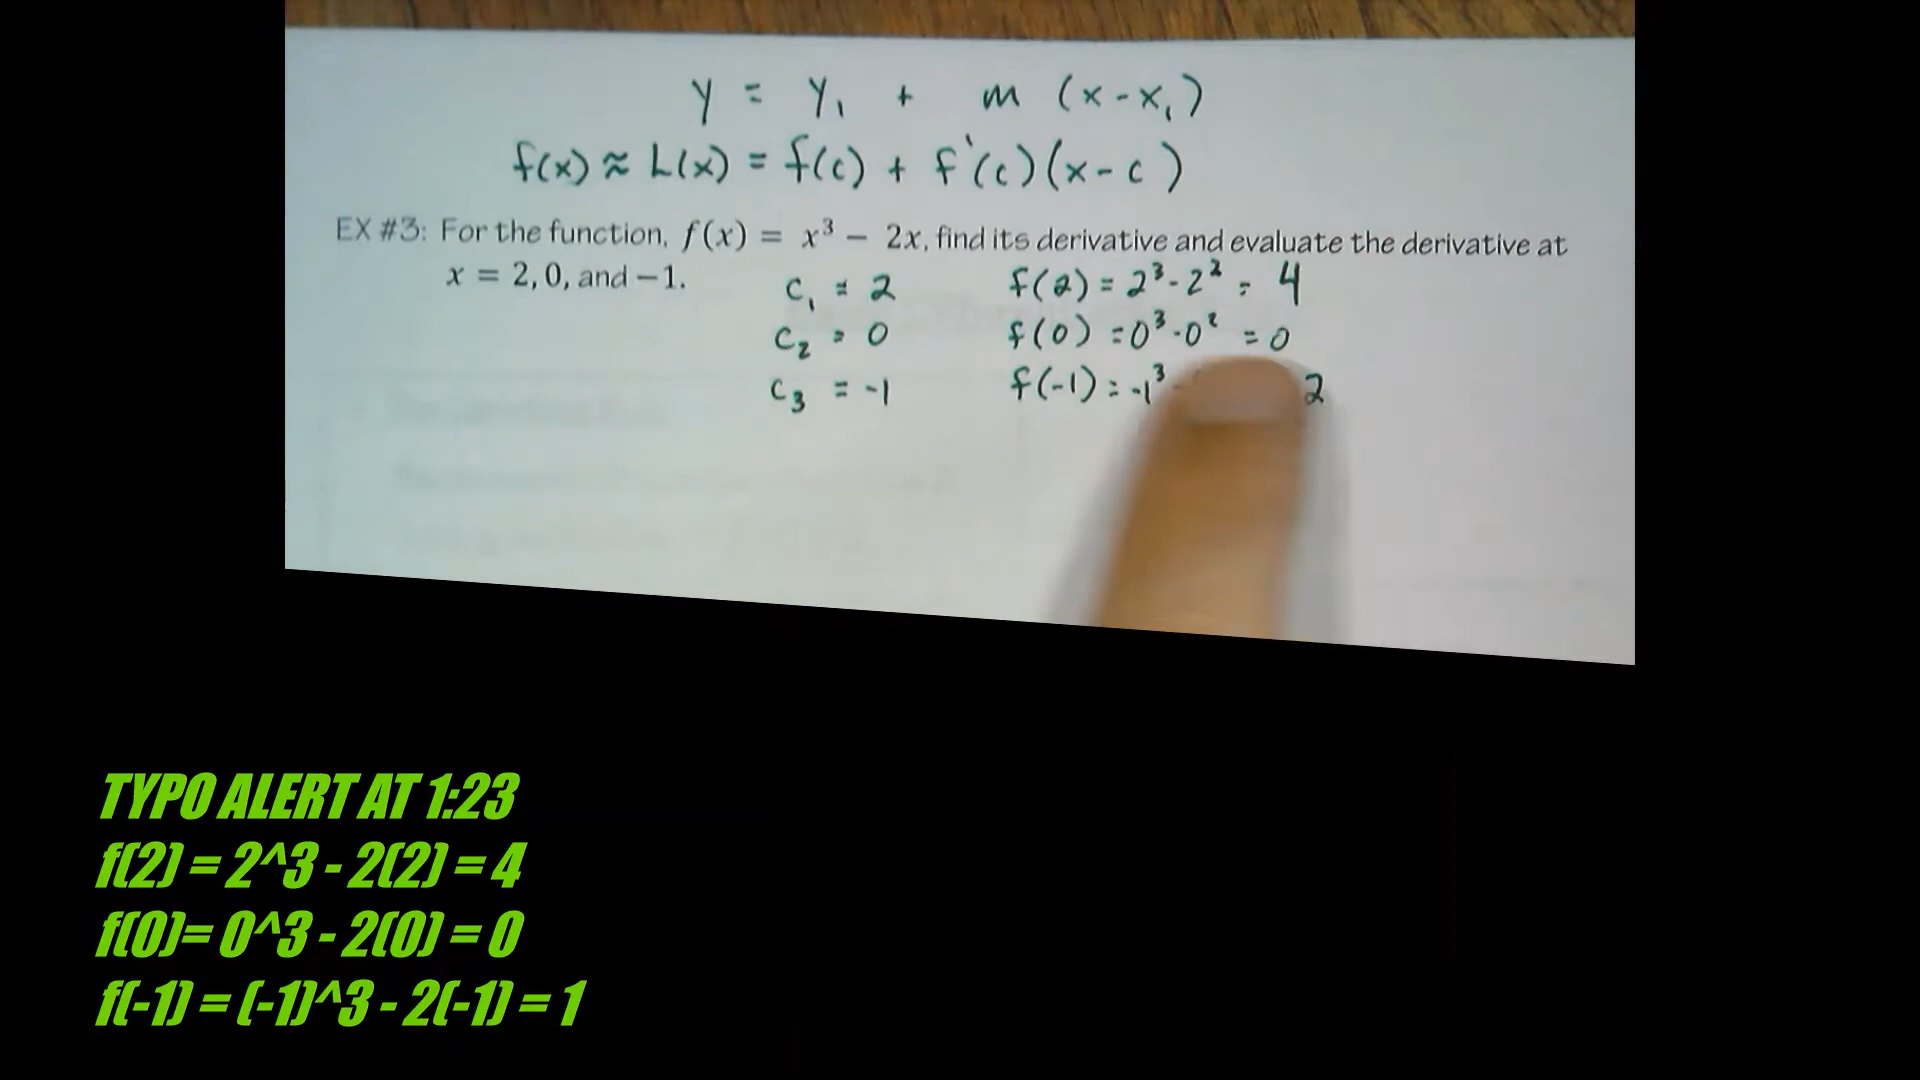 y = y₁ + m (x-x₁)
f(x) ≈ L(x) = f(c) + f'(c)(x-c)
EX #3: For the function, f(x) = x³ − 2x, find its derivative and evaluate the derivative at
x = 2, 0, and −1.
c₁ = 2 f(2) = 2³-2² = 4
c₂ = 0 f(0) = 0³-0² = 0
c₃ = -1 f(-1) = -1³ - 2
TYPO ALERT AT 1:23
f(2) = 2^3 - 2(2) = 4
f(0)= 0^3 - 2(0) = 0
f(-1) = (-1)^3 - 2(-1) = 1